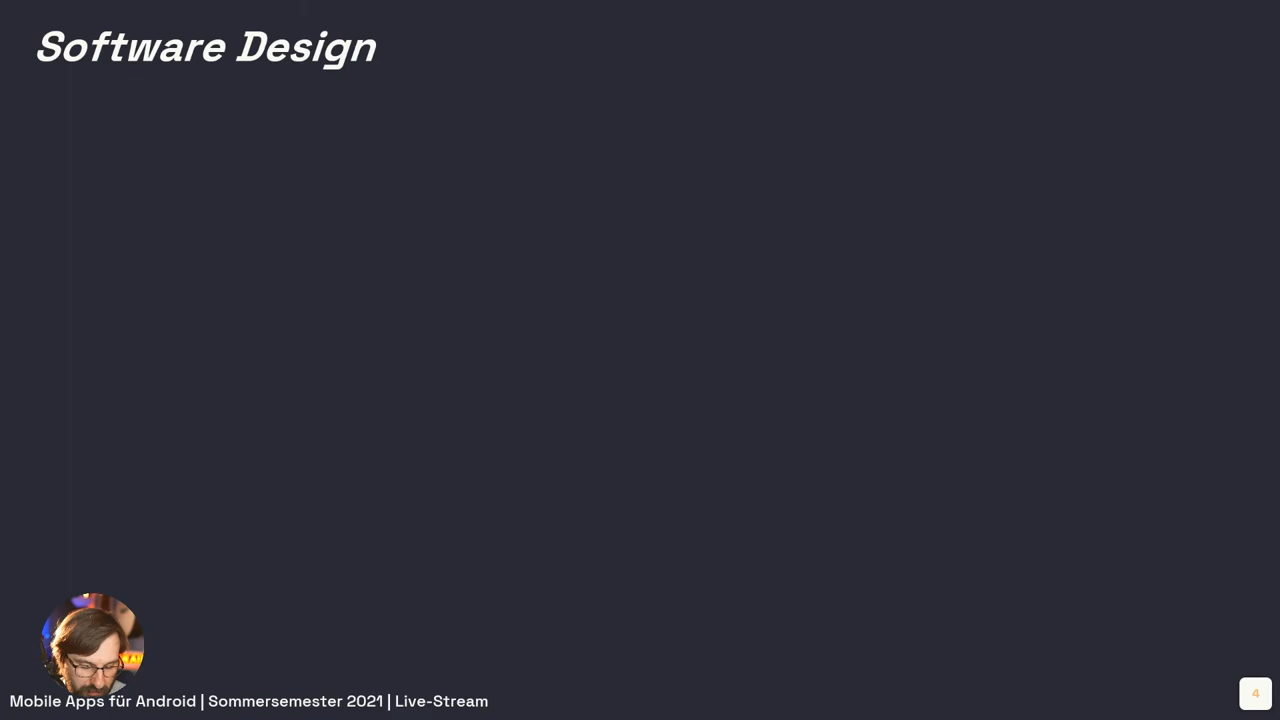 Software Design
Mobile Apps für Android | Sommersemester 2021 | Live-Stream
4